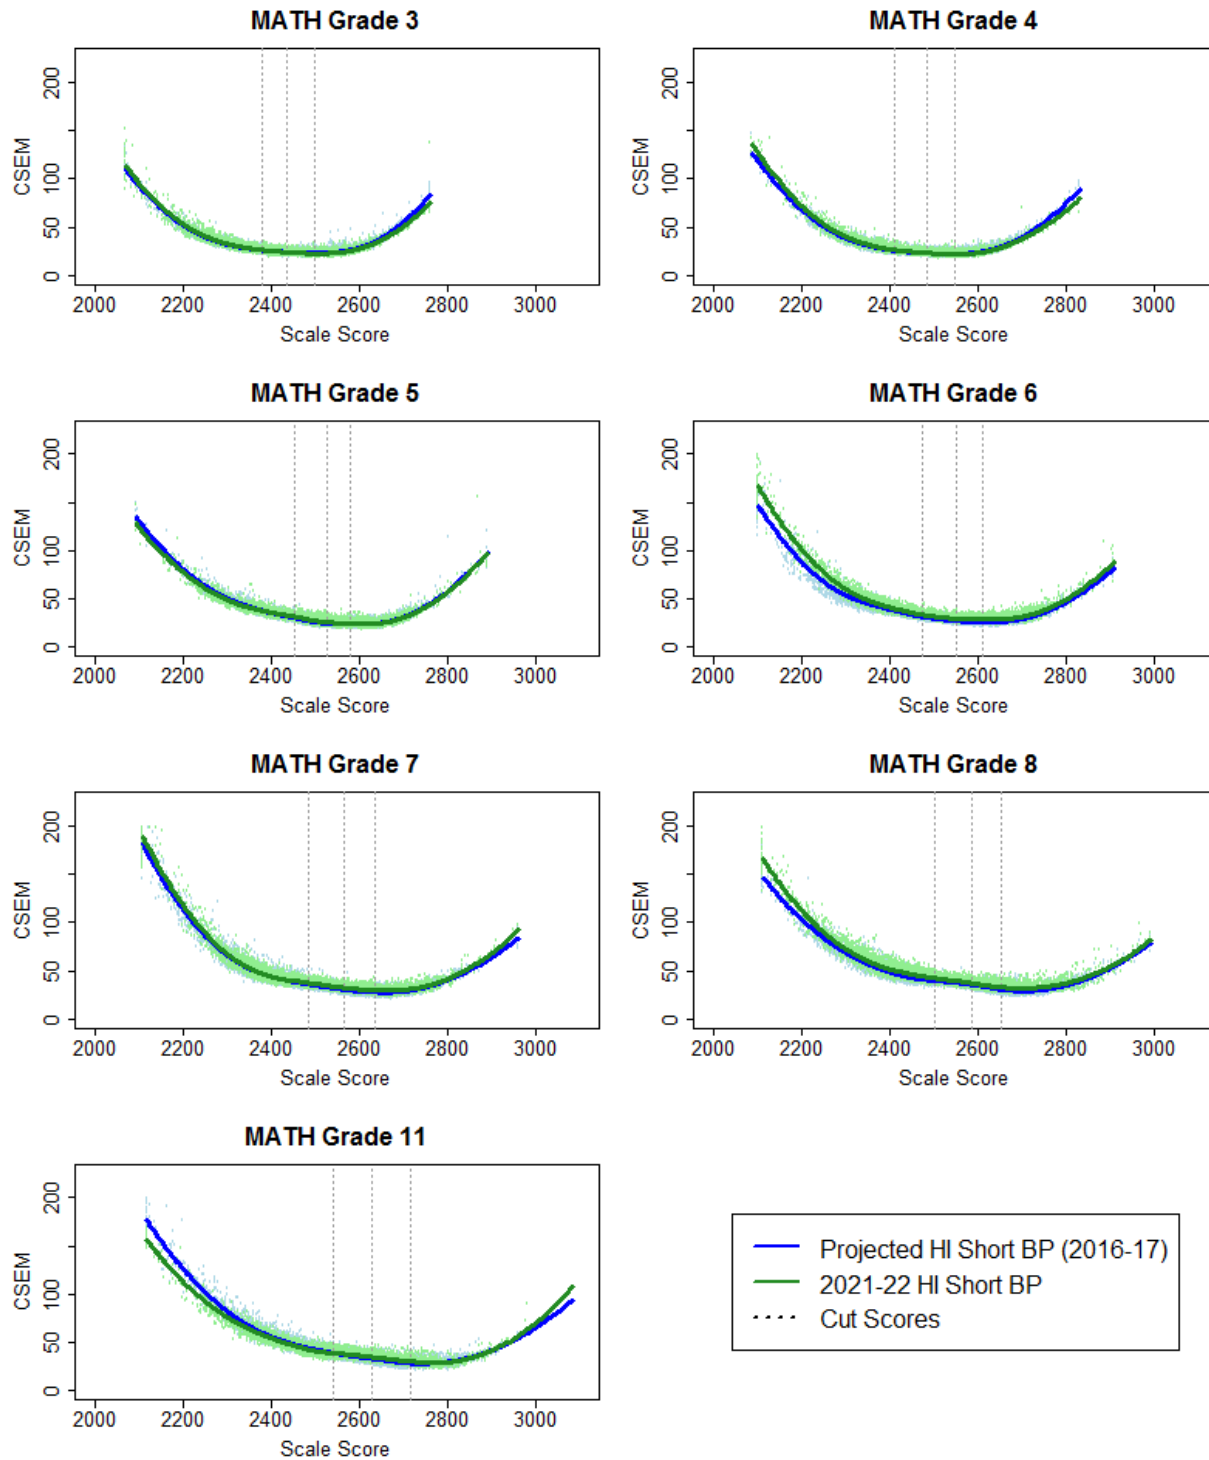 MATH Grade 3
MATH Grade 4
CSEM
0 50 100 200
2000 2200 2400 2600 2800 3000
Scale Score
CSEM
0 50 100 200
2000 2200 2400 2600 2800 3000
Scale Score
MATH Grade 5
MATH Grade 6
CSEM
0 50 100 200
2000 2200 2400 2600 2800 3000
Scale Score
CSEM
0 50 100 200
2000 2200 2400 2600 2800 3000
Scale Score
MATH Grade 7
MATH Grade 8
CSEM
0 50 100 200
2000 2200 2400 2600 2800 3000
Scale Score
CSEM
0 50 100 200
2000 2200 2400 2600 2800 3000
Scale Score
MATH Grade 11
CSEM
0 50 100 200
2000 2200 2400 2600 2800 3000
Scale Score
Projected HI Short BP (2016-17)
2021-22 HI Short BP
Cut Scores